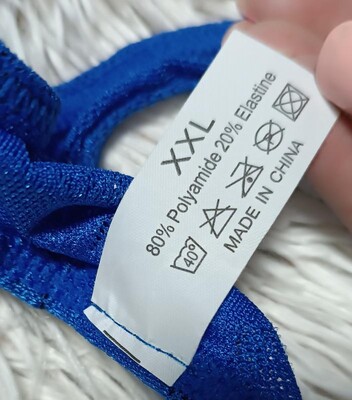 XXL
80% Polyamide 20% Elastine
40°
MADE IN CHINA